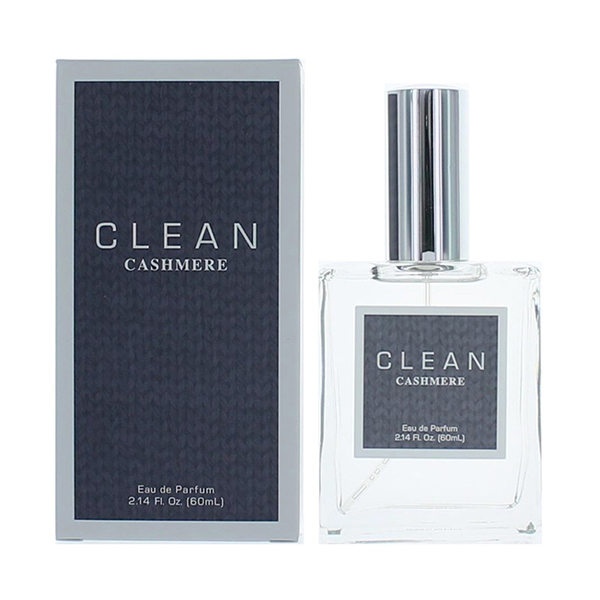 CLEAN
CASHMERE
Eau de Parfum
2.14 Fl. Oz. (60mL)
CLEAN
CASHMERE
Eau de Parfum
2.14 Fl. Oz. (60mL)